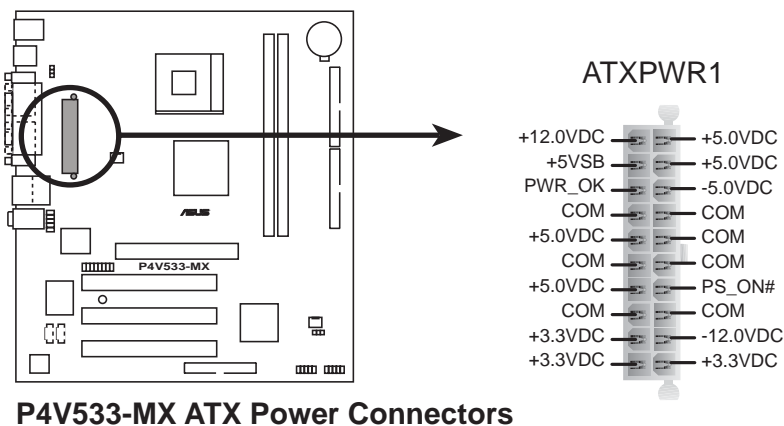 ATXPWR1
+12.0VDC +5.0VDC
+5VSB +5.0VDC
PWR_OK -5.0VDC
COM COM
+5.0VDC COM
COM COM
+5.0VDC PS_ON#
COM COM
+3.3VDC -12.0VDC
+3.3VDC +3.3VDC
ASUS
P4V533-MX
P4V533-MX ATX Power Connectors